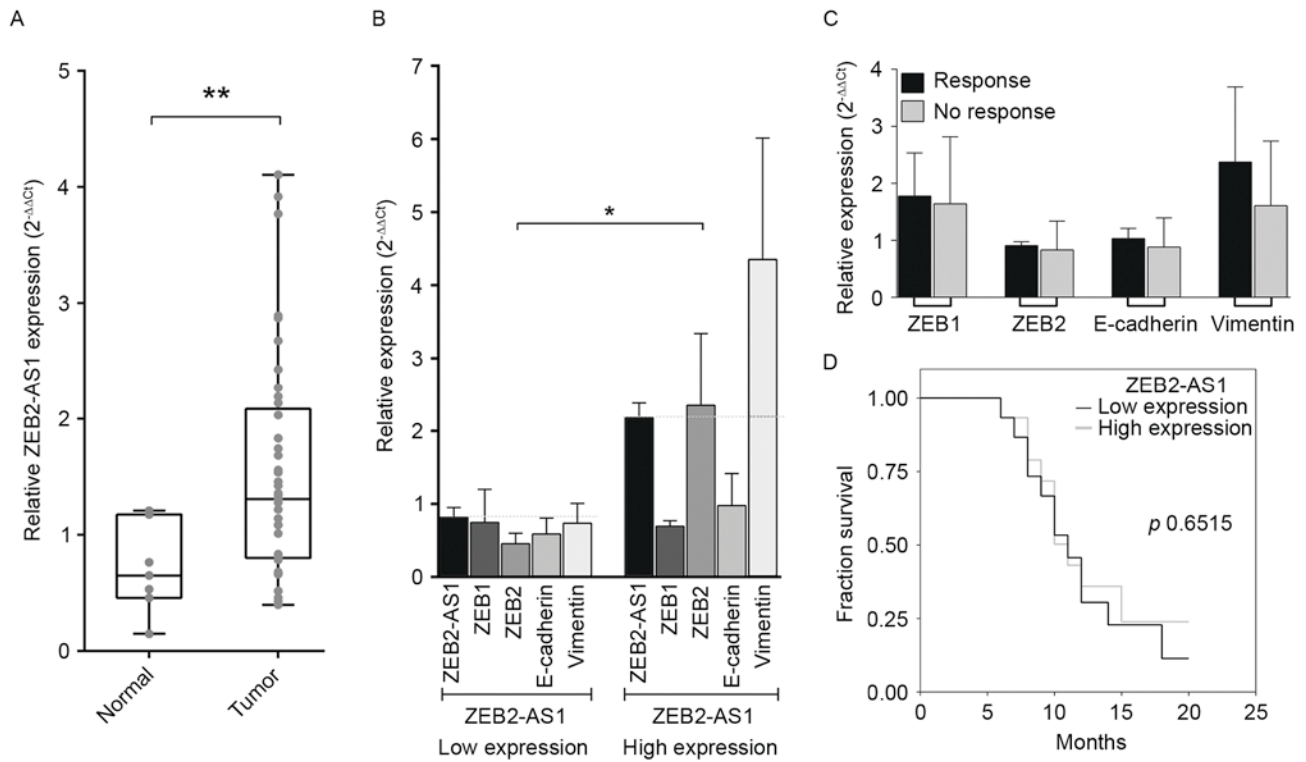 A
Relative ZEB2-AS1 expression (2-ΔΔCt)
5
4
3
2
1
0
**
Normal
Tumor
B
Relative expression (2-ΔΔCt)
7
6
5
4
3
2
1
0
*
ZEB2-AS1
ZEB1
ZEB2
E-cadherin
Vimentin
ZEB2-AS1
ZEB1
ZEB2
E-cadherin
Vimentin
ZEB2-AS1
Low expression
ZEB2-AS1
High expression
C
Relative expression (2-ΔΔCt)
4
3
2
1
0
Response
No response
ZEB1
ZEB2
E-cadherin
Vimentin
D
Fraction survival
1.00
0.75
0.50
0.25
0.00
ZEB2-AS1
Low expression
High expression
p 0.6515
0
5
10
15
20
25
Months